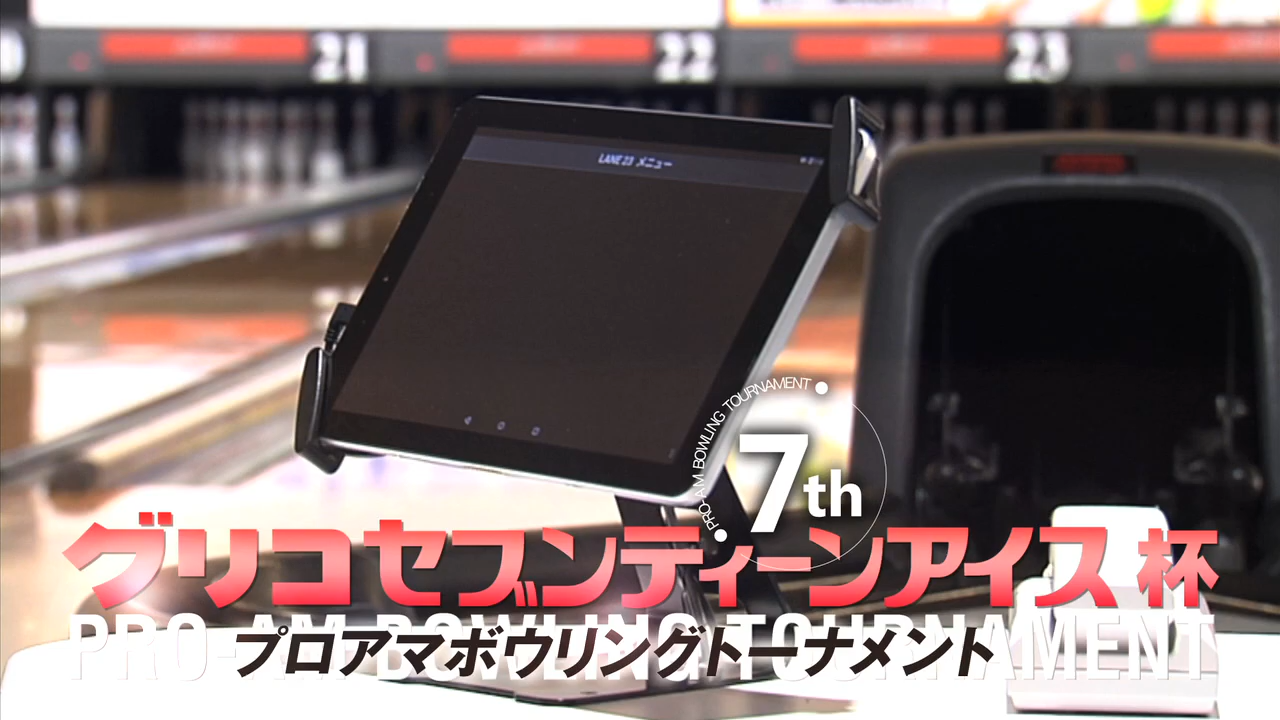 21
22
23
LANE 23 メニュー
PRO-AM BOWLING TOURNAMENT
7th
グリコセブンティーンアイス杯
PRO-AM BOWLING TOURNAMENT
プロアマボウリングトーナメント